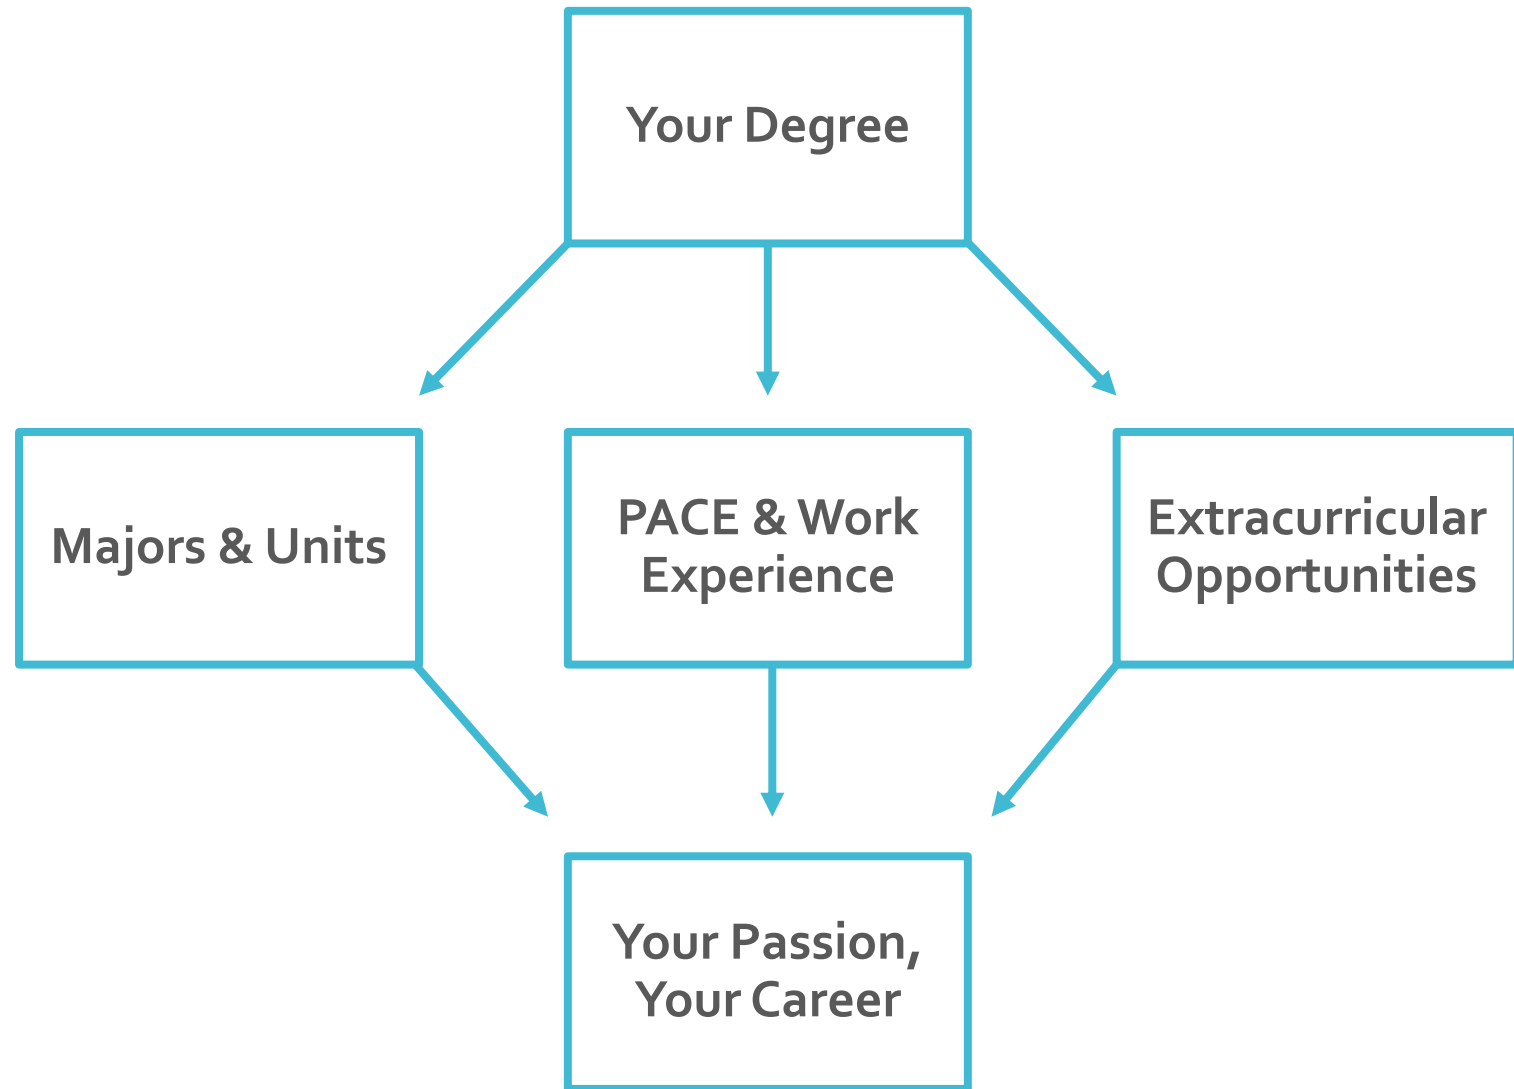 Your Degree
Majors & Units
PACE & Work
Experience
Extracurricular
Opportunities
Your Passion,
Your Career